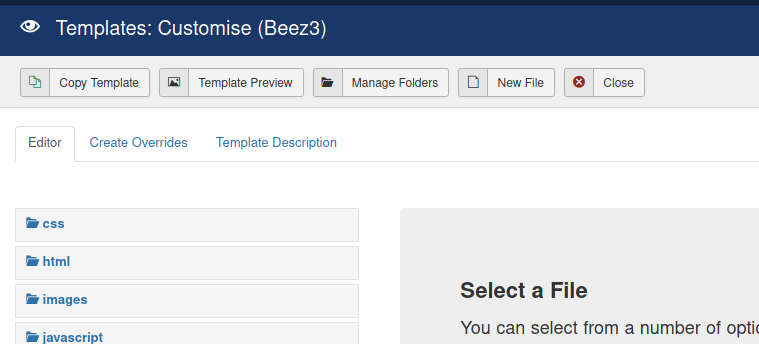 Templates: Customise (Beez3)
Copy Template Template Preview Manage Folders New File Close
Editor Create Overrides Template Description
css
html
images
javascript
Select a File
You can select from a number of